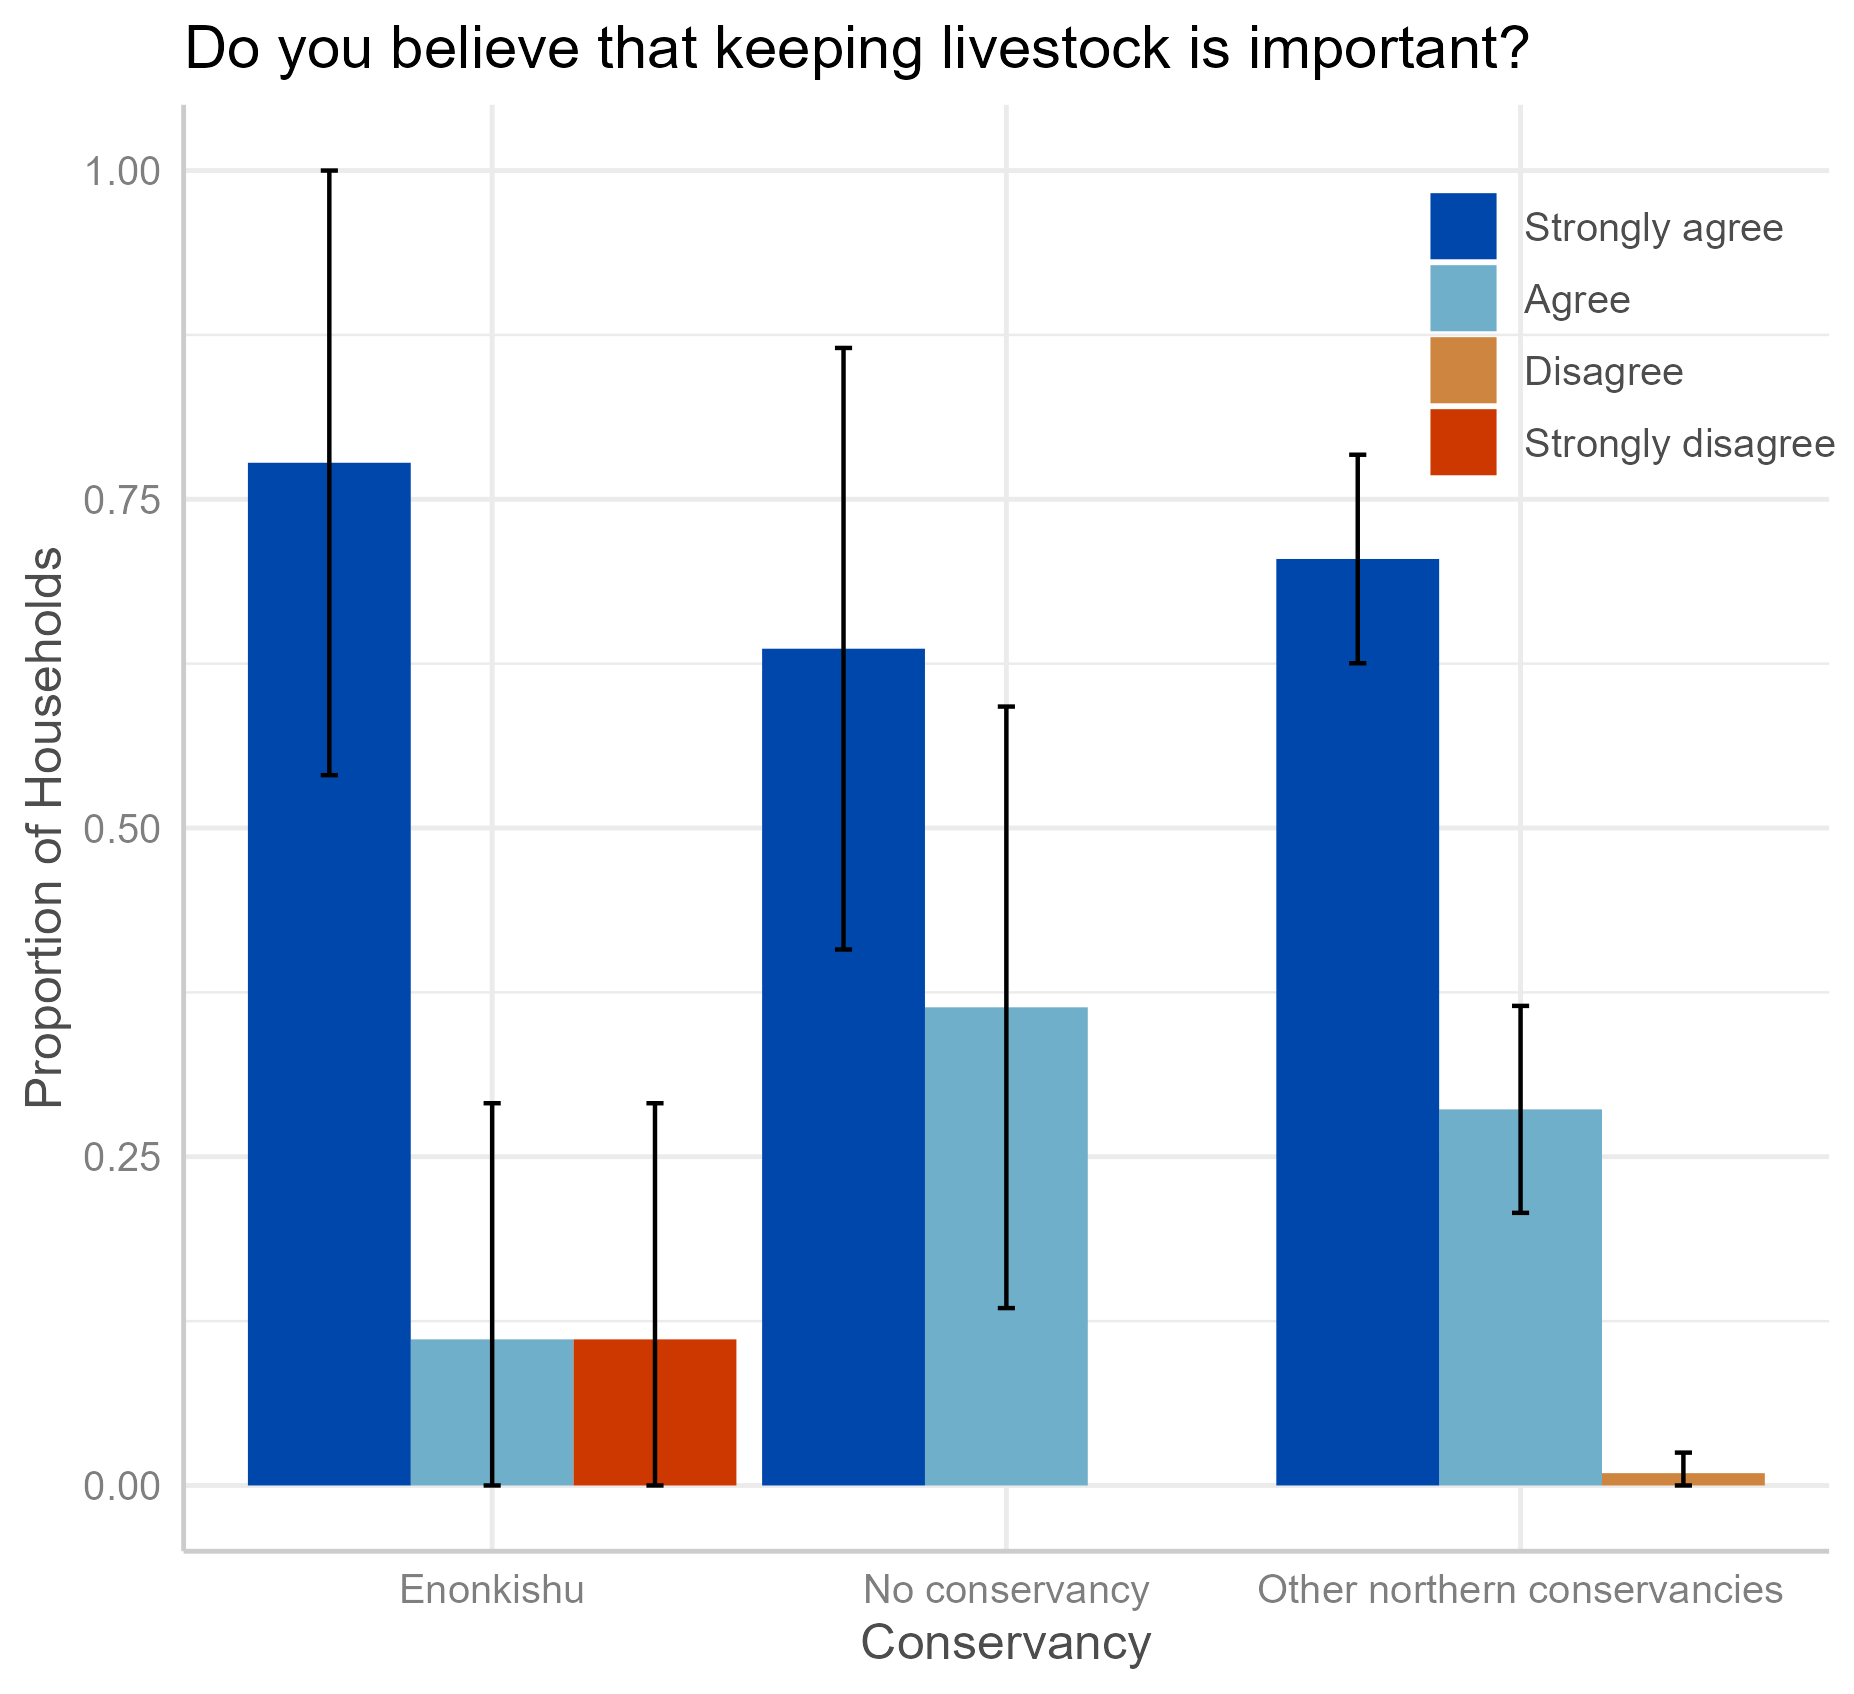 Do you believe that keeping livestock is important?
Proportion of Households
1.00
0.75
0.50
0.25
0.00
Strongly agree
Agree
Disagree
Strongly disagree
Enonkishu
No conservancy
Other northern conservancies
Conservancy